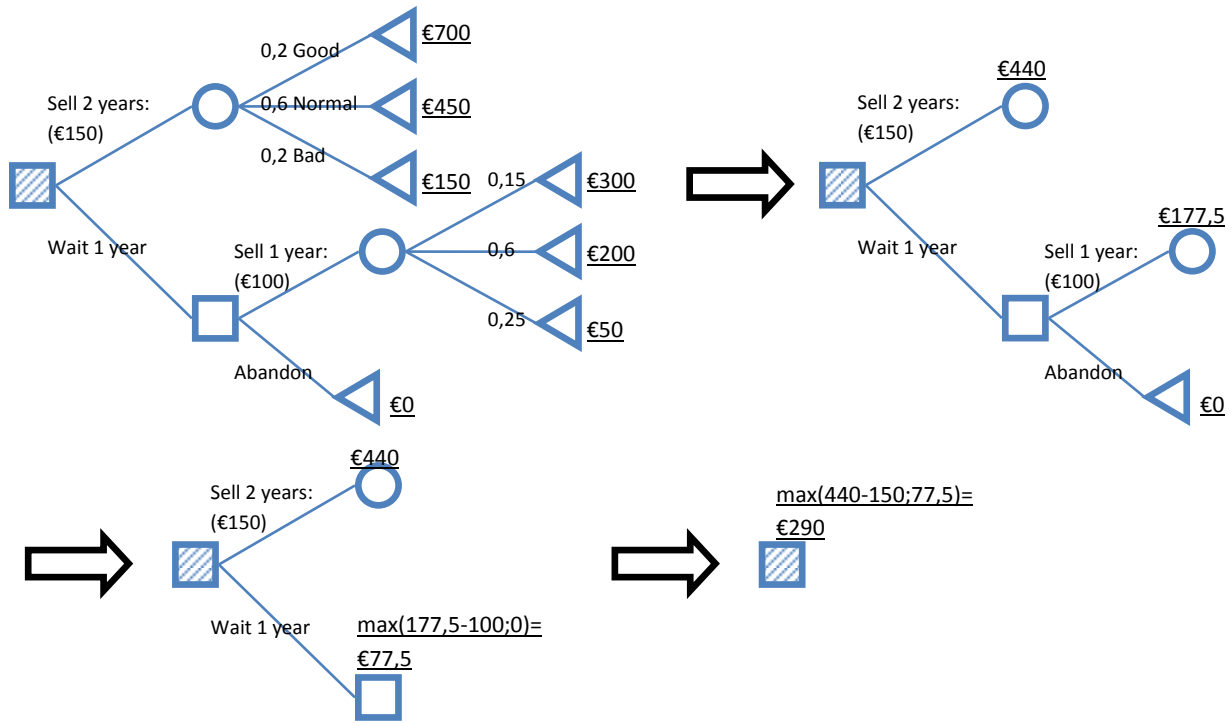 0,2 Good
€700
Sell 2 years:
(€150)
0,6 Normal
€450
0,2 Bad
€150
Wait 1 year
Sell 1 year:
(€100)
0,15
€300
0,6
€200
0,25
€50
Abandon
€0
€440
Sell 2 years:
(€150)
Wait 1 year
€177,5
Sell 1 year:
(€100)
Abandon
€0
€440
Sell 2 years:
(€150)
Wait 1 year
max(177,5-100;0)=
€77,5
max(440-150;77,5)=
€290